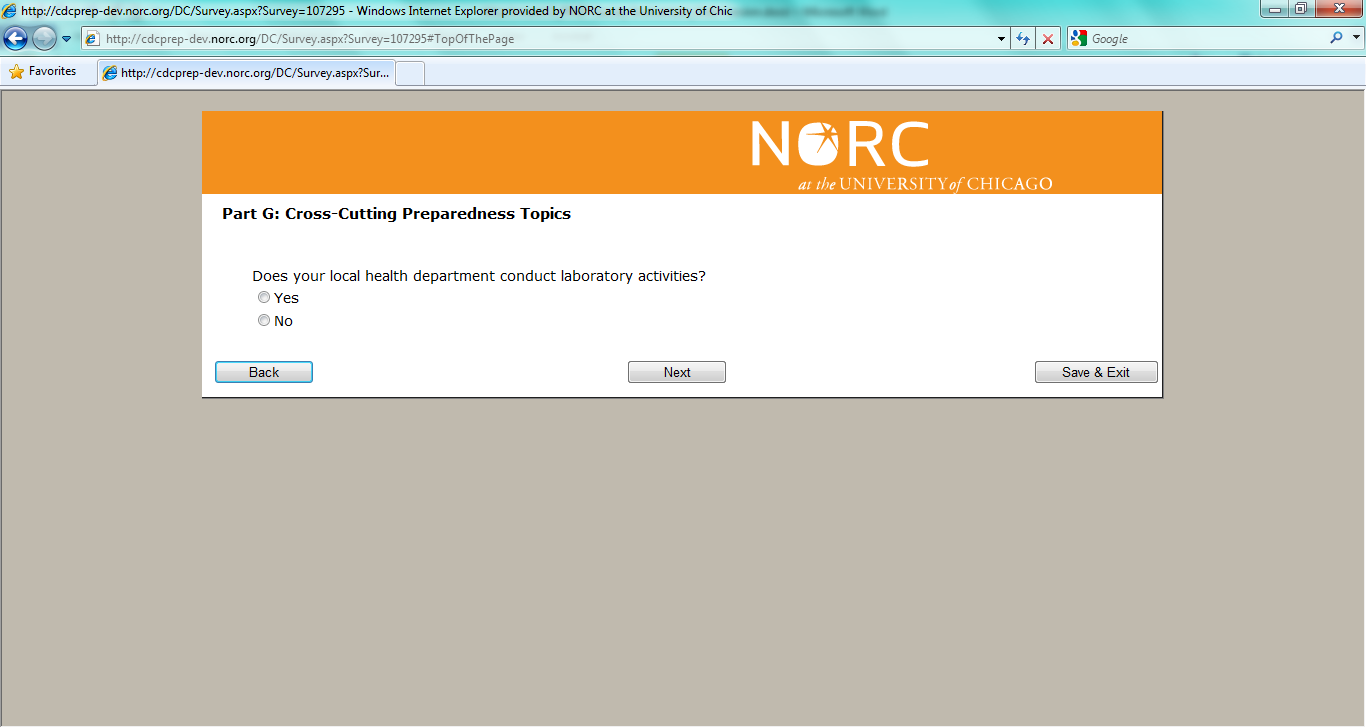 http://cdcprep-dev.norc.org/DC/Survey.aspx?Survey=107295 - Windows Internet Explorer provided by NORC at the University of Chic
http://cdcprep-dev.norc.org/DC/Survey.aspx?Survey=107295#TopOfThePage
Google
Favorites
http://cdcprep-dev.norc.org/DC/Survey.aspx?Sur...
NORC
at the UNIVERSITY of CHICAGO
Part G: Cross-Cutting Preparedness Topics
Does your local health department conduct laboratory activities?
Yes
No
Back Next Save & Exit